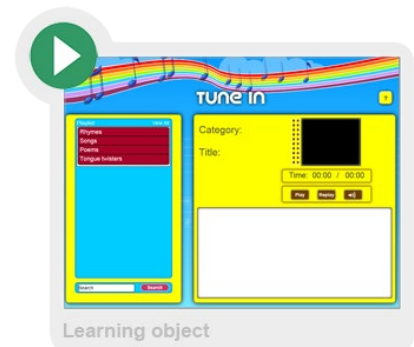 TUNE IN
?
Playlist View All
Rhymes
Songs
Poems
Tongue twisters
Search Search
Category:
Title:
Time: 00:00 / 00:00
Play Replay
Learning object